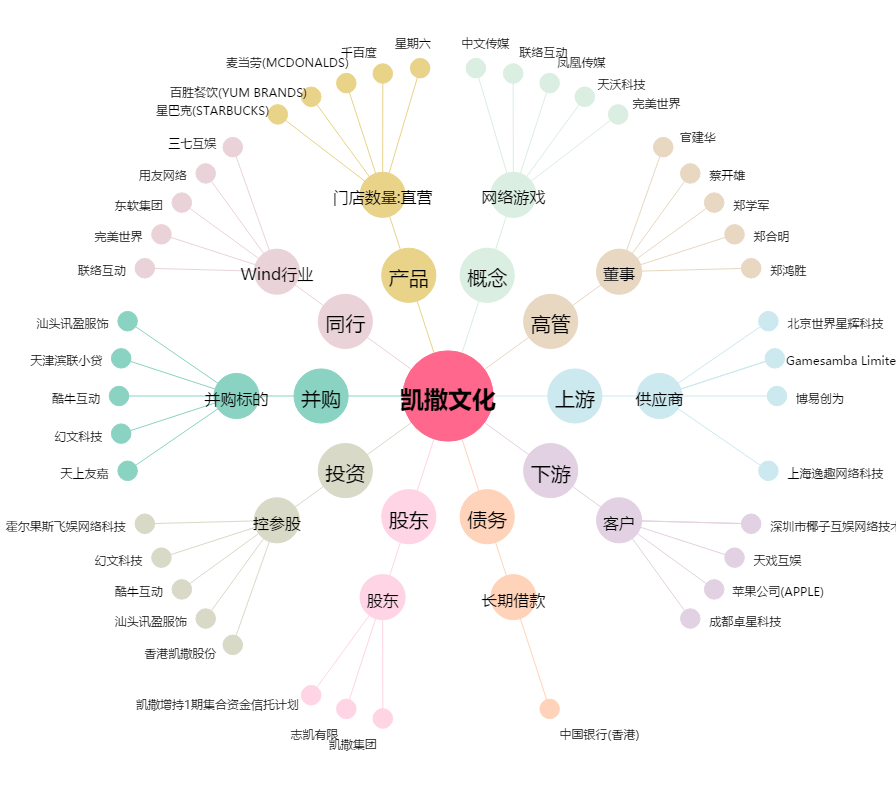 星期六
中文传媒
千百度
联络互动
麦当劳(MCDONALDS)
凤凰传媒
百胜餐饮(YUM BRANDS)
天沃科技
星巴克(STARBUCKS)
完美世界
三七互娱
官建华
用友网络
蔡开雄
门店数量:直营
网络游戏
东软集团
郑学军
完美世界
郑合明
联络互动
Wind行业
产品
概念
董事
郑鸿胜
汕头讯盈服饰
同行
高管
北京世界星辉科技
天津滨联小贷
Gamesamba Limite
酷牛互动
并购标的
并购
凯撒文化
上游
供应商
博易创为
幻文科技
天上友嘉
投资
下游
上海逸趣网络科技
霍尔果斯飞娱网络科技
控参股
股东
债务
客户
深圳市椰子互娱网络技术
幻文科技
天戏互娱
酷牛互动
股东
长期借款
苹果公司(APPLE)
汕头讯盈服饰
成都卓星科技
香港凯撒股份
凯撒增持1期集合资金信托计划
志凯有限
凯撒集团
中国银行(香港)